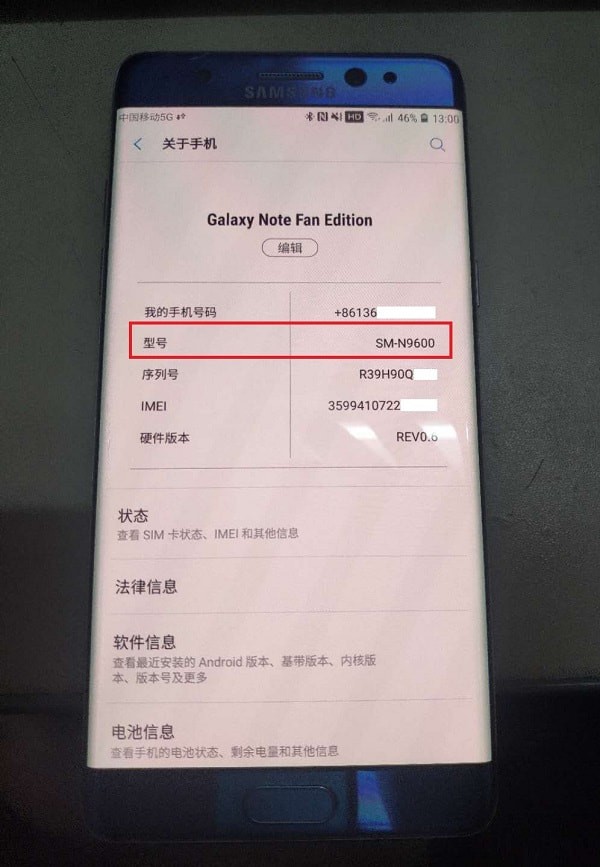 SAMSUNG
中国移动5G HD 46% 13:00
关于手机
Galaxy Note Fan Edition
编辑
我的手机号码 +86136
型号 SM-N9600
序列号 R39H90Q
IMEI 3599410722
硬件版本 REV0.6
状态
查看 SIM 卡状态、IMEI 和其他信息
法律信息
软件信息
查看最近安装的 Android 版本、基带版本、内核版
本、版本号及更多
电池信息
查看手机的电池状态、剩余电量和其他信息